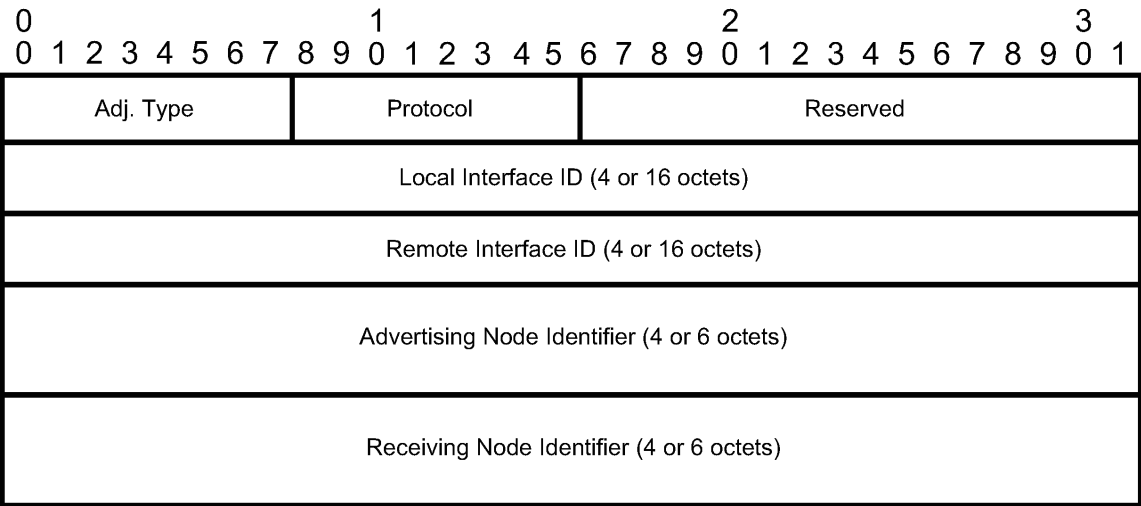 0 1 2 3
0 1 2 3 4 5 6 7 8 9 0 1 2 3 4 5 6 7 8 9 0 1 2 3 4 5 6 7 8 9 0 1
Adj. Type Protocol Reserved
Local Interface ID (4 or 16 octets)
Remote Interface ID (4 or 16 octets)
Advertising Node Identifier (4 or 6 octets)
Receiving Node Identifier (4 or 6 octets)